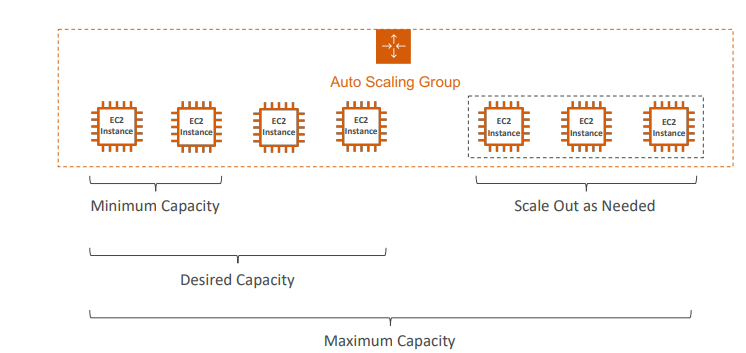 Auto Scaling Group
EC2
Instance
EC2
Instance
EC2
Instance
EC2
Instance
EC2
Instance
EC2
Instance
EC2
Instance
Minimum Capacity
Scale Out as Needed
Desired Capacity
Maximum Capacity